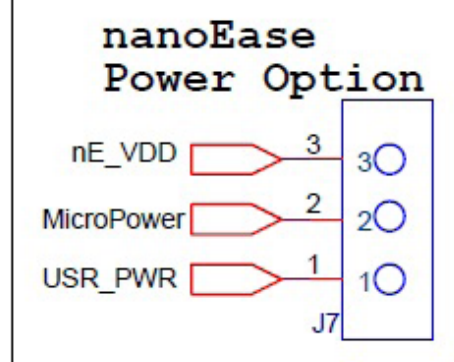 nanoEase
Power Option
nE_VDD 3 3
MicroPower 2 2
USR_PWR 1 1
J7